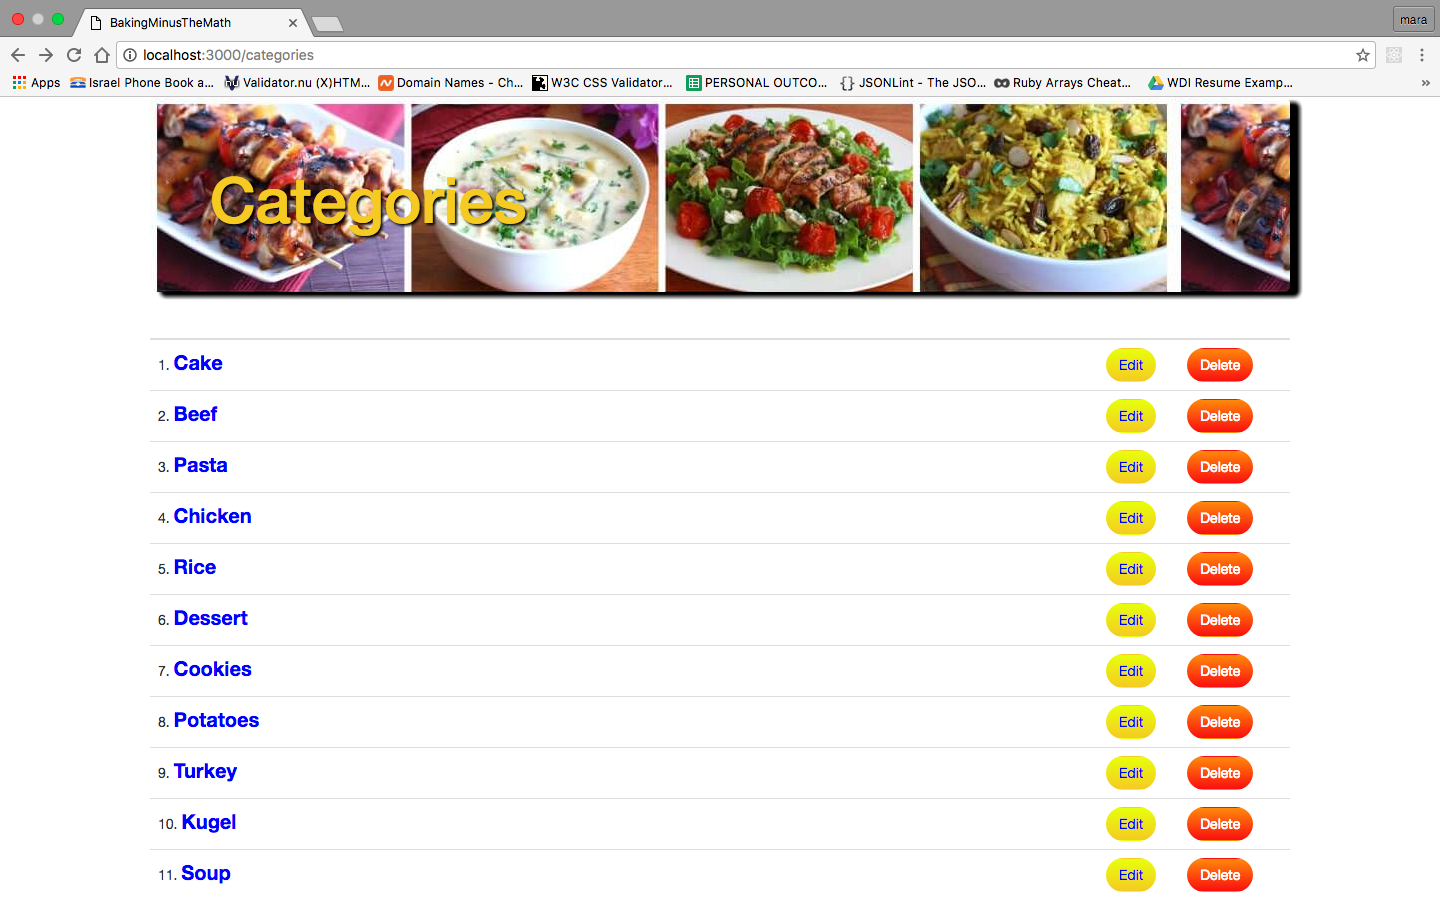 BakingMinusTheMath
mara
localhost:3000/categories
Apps Israel Phone Book a... Validator.nu (X)HTM... Domain Names - Ch... W3C CSS Validator... PERSONAL OUTCO... JSONLint - The JSO... Ruby Arrays Cheat... WDI Resume Examp... »
Categories
1. Cake Edit Delete
2. Beef Edit Delete
3. Pasta Edit Delete
4. Chicken Edit Delete
5. Rice Edit Delete
6. Dessert Edit Delete
7. Cookies Edit Delete
8. Potatoes Edit Delete
9. Turkey Edit Delete
10. Kugel Edit Delete
11. Soup Edit Delete